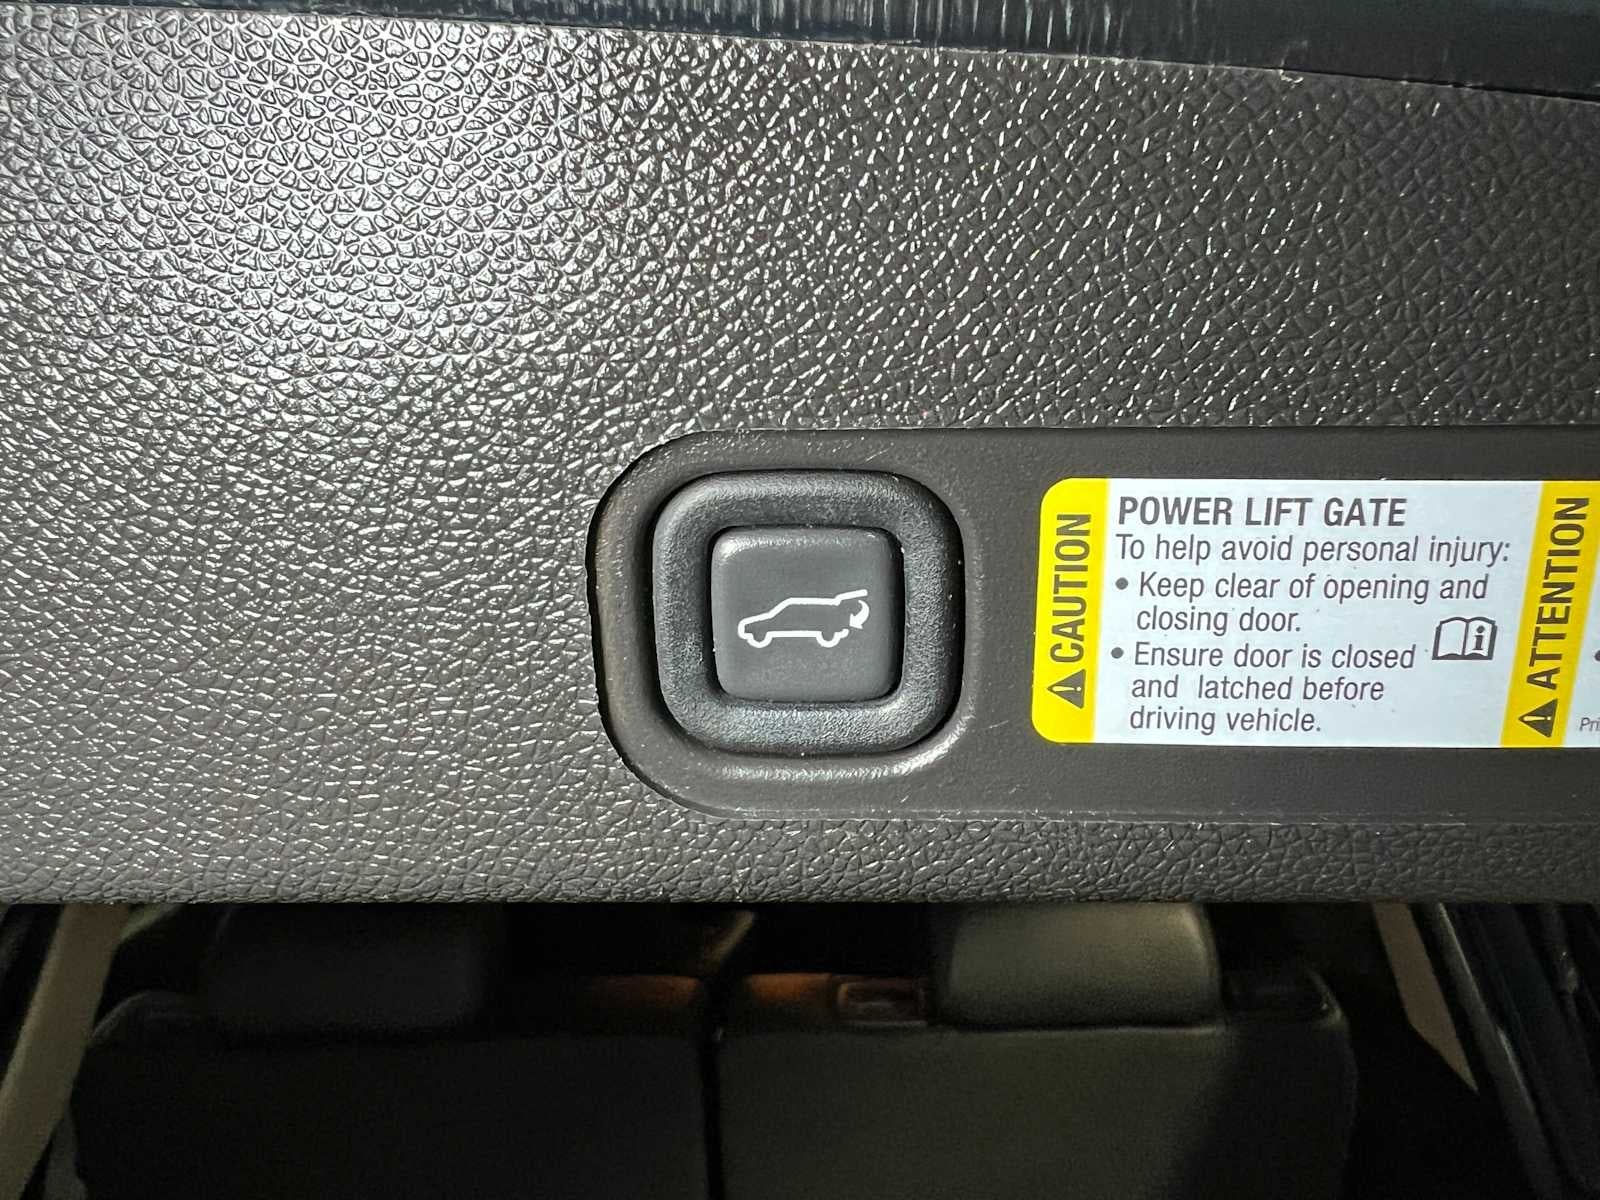 CAUTION
POWER LIFT GATE
To help avoid personal injury:
• Keep clear of opening and
closing door.
• Ensure door is closed
and latched before
driving vehicle.
ATTENTION